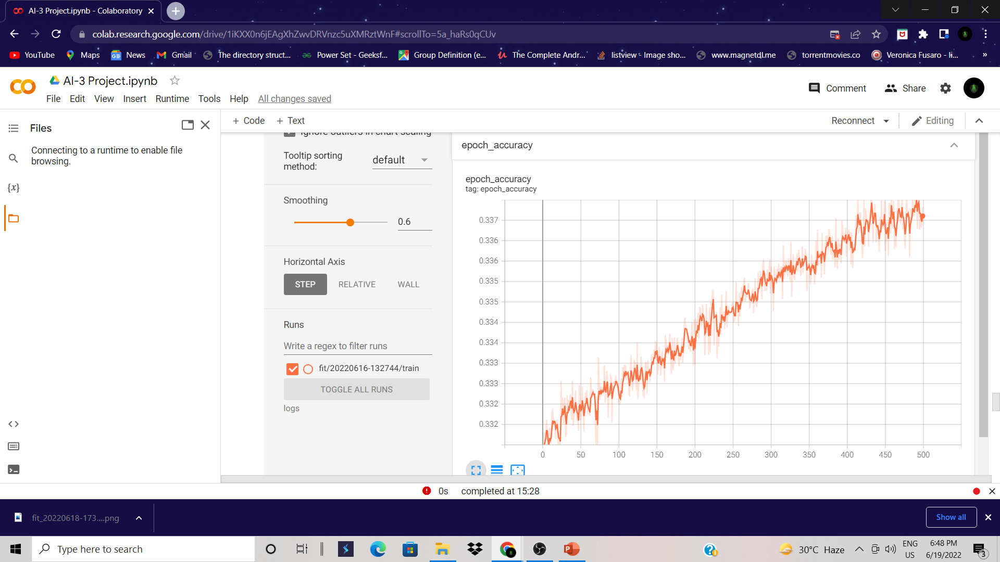 AI-3 Project.ipynb - Colaboratory
colab.research.google.com/drive/1iKXX0n6jEAgXhZwvDRVnzc5uXMRztWnF#scrollTo=5a_haRs0qCUv
YouTube Maps News Gmail The directory struct... Power Set - Geeksf... Group Definition (e... The Complete Andr... listview - Image sho... www.magnetdl.me torrentmovies.co Veronica Fusaro - li... »
AI-3 Project.ipynb
Comment Share
File Edit View Insert Runtime Tools Help All changes saved
Files
+ Code + Text
Reconnect Editing
Connecting to a runtime to enable file
browsing.
{x}
Ignore outliers in chart scaling
Tooltip sorting
method:
default
Smoothing
0.6
Horizontal Axis
STEP RELATIVE WALL
Runs
Write a regex to filter runs
fit/20220616-132744/train
TOGGLE ALL RUNS
logs
epoch_accuracy
epoch_accuracy
tag: epoch_accuracy
0.337
0.336
0.336
0.335
0.335
0.334
0.334
0.333
0.333
0.332
0.332
0 50 100 150 200 250 300 350 400 450 500
0s completed at 15:28
fit_20220618-173....png
Show all
Type here to search
30°C Haze
ENG
US
6:48 PM
6/19/2022
3